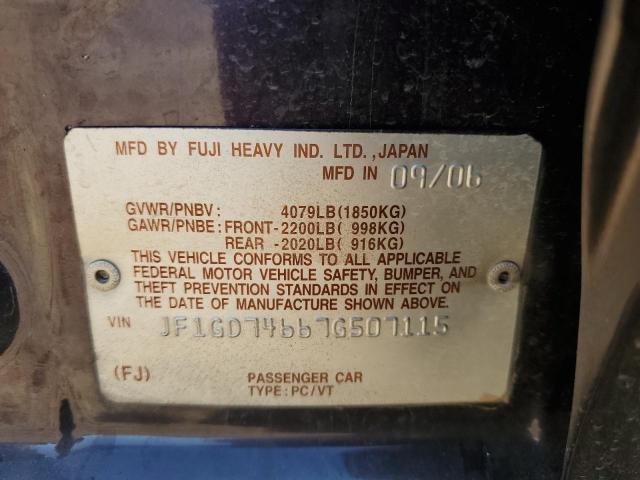 MFD BY FUJI HEAVY IND. LTD., JAPAN
MFD IN 09/06
GVWR/PNBV: 4079LB(1850KG)
GAWR/PNBE: FRONT-2200LB( 998KG)
REAR -2020LB( 916KG)
THIS VEHICLE CONFORMS TO ALL APPLICABLE
FEDERAL MOTOR VEHICLE SAFETY, BUMPER, AND
THEFT PREVENTION STANDARDS IN EFFECT ON
THE DATE OF MANUFACTURE SHOWN ABOVE.
VIN JF1GD74667G507115
(FJ) PASSENGER CAR
TYPE: PC/VT